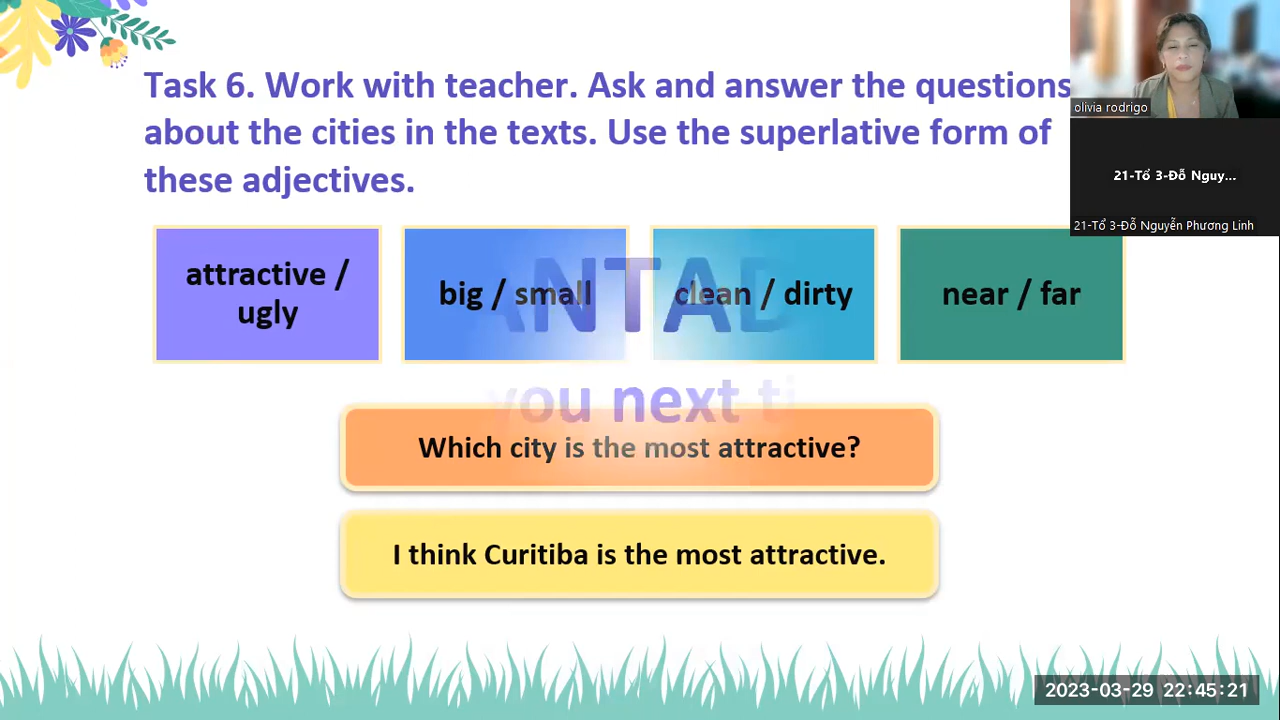 Task 6. Work with teacher. Ask and answer the questions
about the cities in the texts. Use the superlative form of
these adjectives.
olivia rodrigo
21-Tổ 3-Đỗ Nguy...
21-Tổ 3-Đỗ Nguyễn Phương Linh
attractive /
ugly
big / small
clean / dirty
near / far
you next
Which city is the most attractive?
I think Curitiba is the most attractive.
2023-03-29 22:45:21